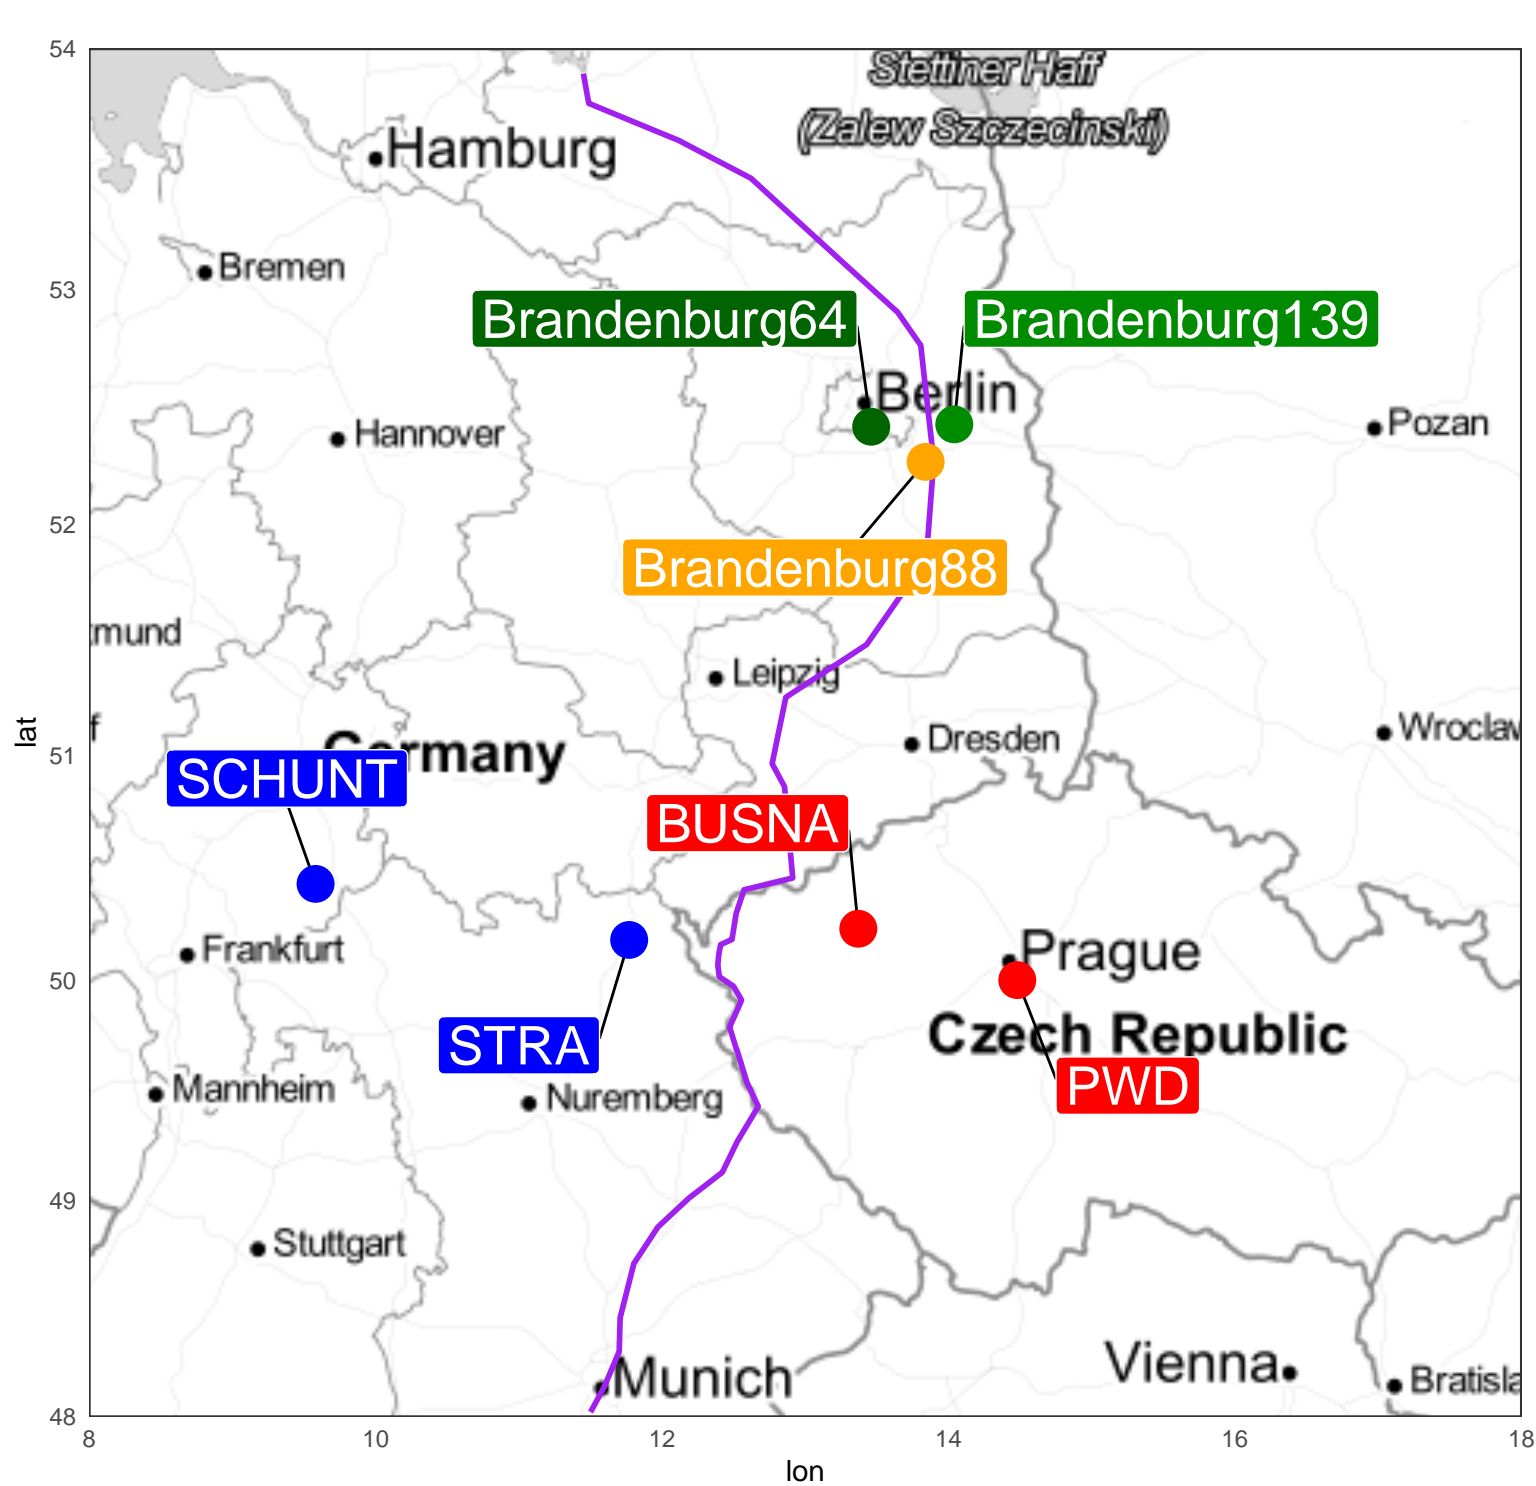 54
Stettiner Haff
(Zalew Szczecinski)
Hamburg
Bremen
53
Brandenburg64
Brandenburg139
Berlin
Hannover
Pozan
52
Brandenburg88
tmund
Leipzig
f
Wroclaw
Dresden
Germany
51
SCHUNT
BUSNA
Frankfurt
Prague
50
STRA
Czech Republic
PWD
Mannheim
Nuremberg
49
Stuttgart
Munich
Vienna
Bratisla
48
8 10 12 14 16 18
lon
lat